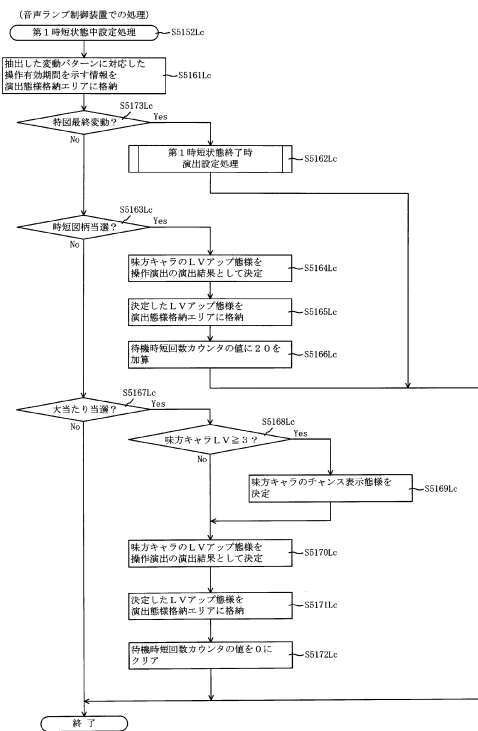 （音声ランプ制御装置での処理）
第１時短状態中設定処理
S5152Lc
抽出した変動パターンに対応した
操作有効期間を示す情報を
演出態様格納エリアに格納
S5161Lc
特図最終変動？
S5173Lc
Yes
No
第１時短状態終了時
演出設定処理
S5162Lc
時短図柄当選？
S5163Lc
Yes
No
味方キャラのＬＶアップ態様を
操作演出の演出結果として決定
S5164Lc
決定したＬＶアップ態様を
演出態様格納エリアに格納
S5165Lc
待機時短回数カウンタの値に２０を
加算
S5166Lc
大当たり当選？
S5167Lc
Yes
No
味方キャラＬＶ≧３？
S5168Lc
Yes
No
味方キャラのチャンス表示態様を
決定
S5169Lc
味方キャラのＬＶアップ態様を
操作演出の演出結果として決定
S5170Lc
決定したＬＶアップ態様を
演出態様格納エリアに格納
S5171Lc
待機時短回数カウンタの値を０に
クリア
S5172Lc
終了